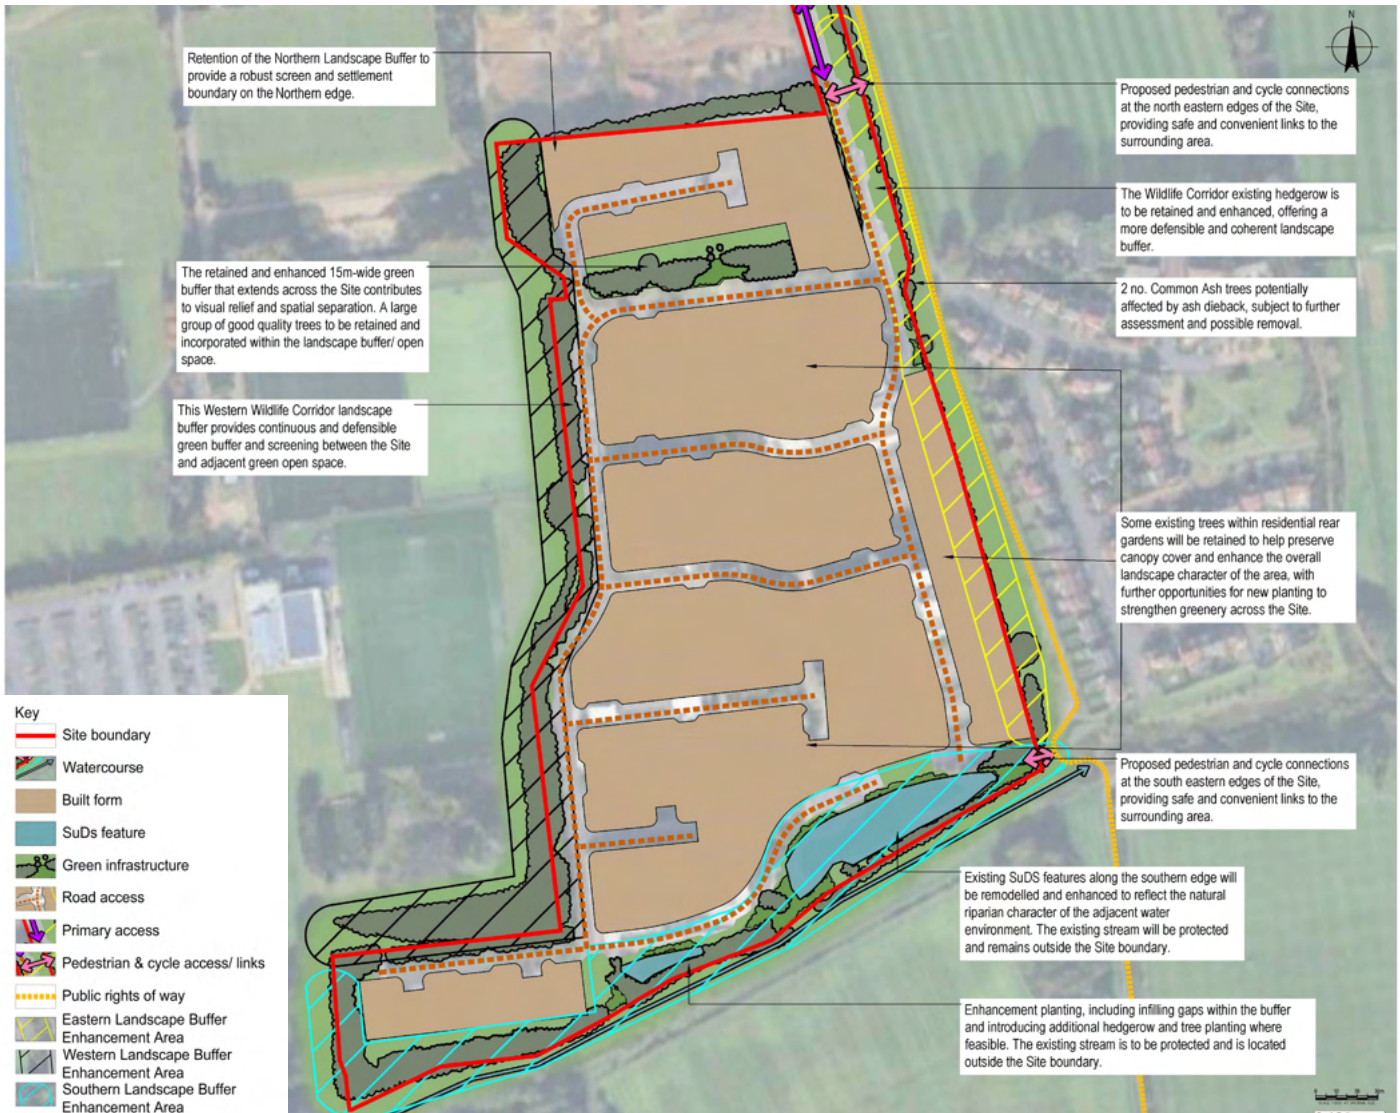 N
Retention of the Northern Landscape Buffer to
provide a robust screen and settlement
boundary on the Northern edge.
Proposed pedestrian and cycle connections
at the north eastern edges of the Site,
providing safe and convenient links to the
surrounding area.
The Wildlife Corridor existing hedgerow is
to be retained and enhanced, offering a
more defensible and coherent landscape
buffer.
The retained and enhanced 15m-wide green
buffer that extends across the Site contributes
to visual relief and spatial separation. A large
group of good quality trees to be retained and
incorporated within the landscape buffer/ open
space.
2 no. Common Ash trees potentially
affected by ash dieback, subject to further
assessment and possible removal.
This Western Wildlife Corridor landscape
buffer provides continuous and defensible
green buffer and screening between the Site
and adjacent green open space.
Some existing trees within residential rear
gardens will be retained to help preserve
canopy cover and enhance the overall
landscape character of the area, with
further opportunities for new planting to
strengthen greenery across the Site.
Proposed pedestrian and cycle connections
at the south eastern edges of the Site,
providing safe and convenient links to the
surrounding area.
Existing SuDS features along the southern edge will
be remodelled and enhanced to reflect the natural
riparian character of the adjacent water
environment. The existing stream will be protected
and remains outside the Site boundary.
Enhancement planting, including infilling gaps within the buffer
and introducing additional hedgerow and tree planting where
feasible. The existing stream is to be protected and is located
outside the Site boundary.
Key
Site boundary
Watercourse
Built form
SuDs feature
Green infrastructure
Road access
Primary access
Pedestrian & cycle access/ links
Public rights of way
Eastern Landscape Buffer
Enhancement Area
Western Landscape Buffer
Enhancement Area
Southern Landscape Buffer
Enhancement Area